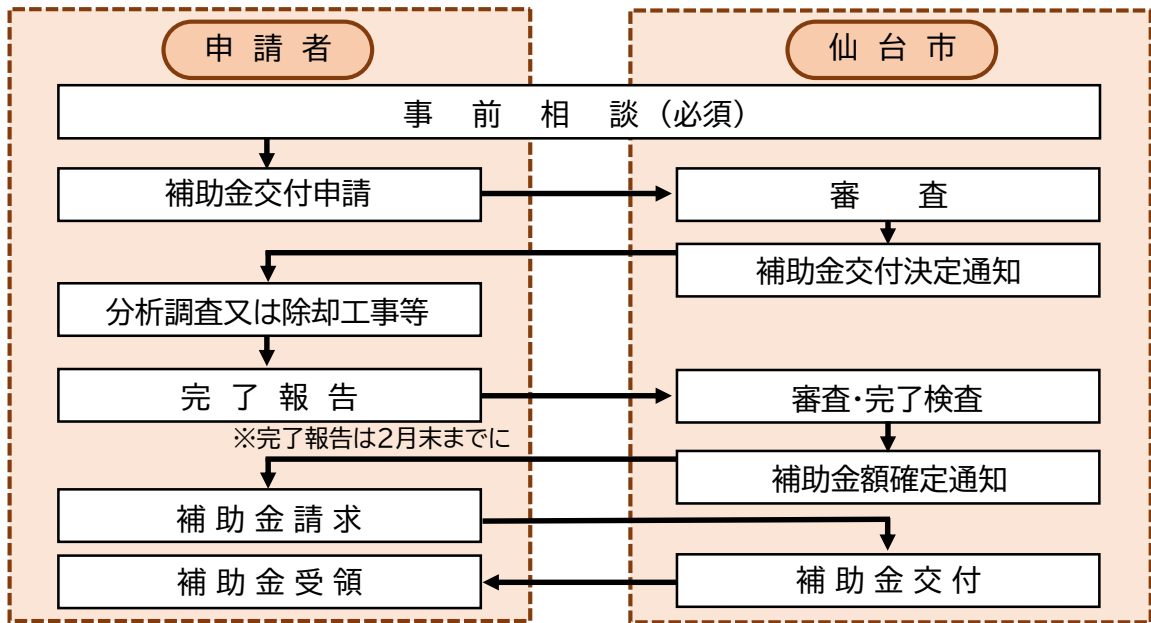 申請者
仙台市
事前相談(必須)
補助金交付申請
審査
補助金交付決定通知
分析調査又は除却工事等
完了報告
審査・完了検査
※完了報告は2月末までに
補助金額確定通知
補助金請求
補助金交付
補助金受領